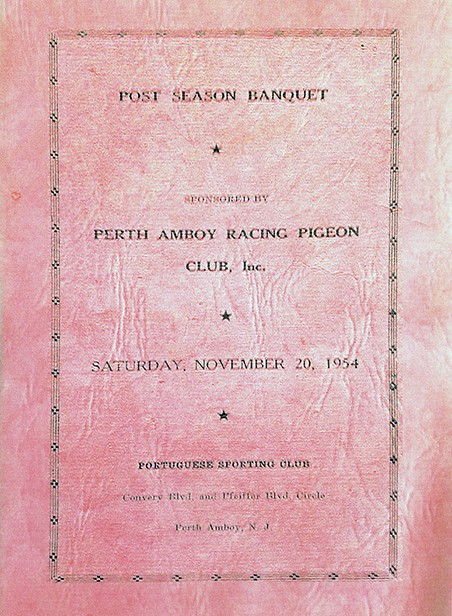 POST SEASON BANQUET
SPONSORED BY
PERTH AMBOY RACING PIGEON
CLUB, Inc.
SATURDAY, NOVEMBER 20, 1954
PORTUGUESE SPORTING CLUB
Convery Blvd. and Pfeiffer Blvd. Circle
Perth Amboy, N. J.